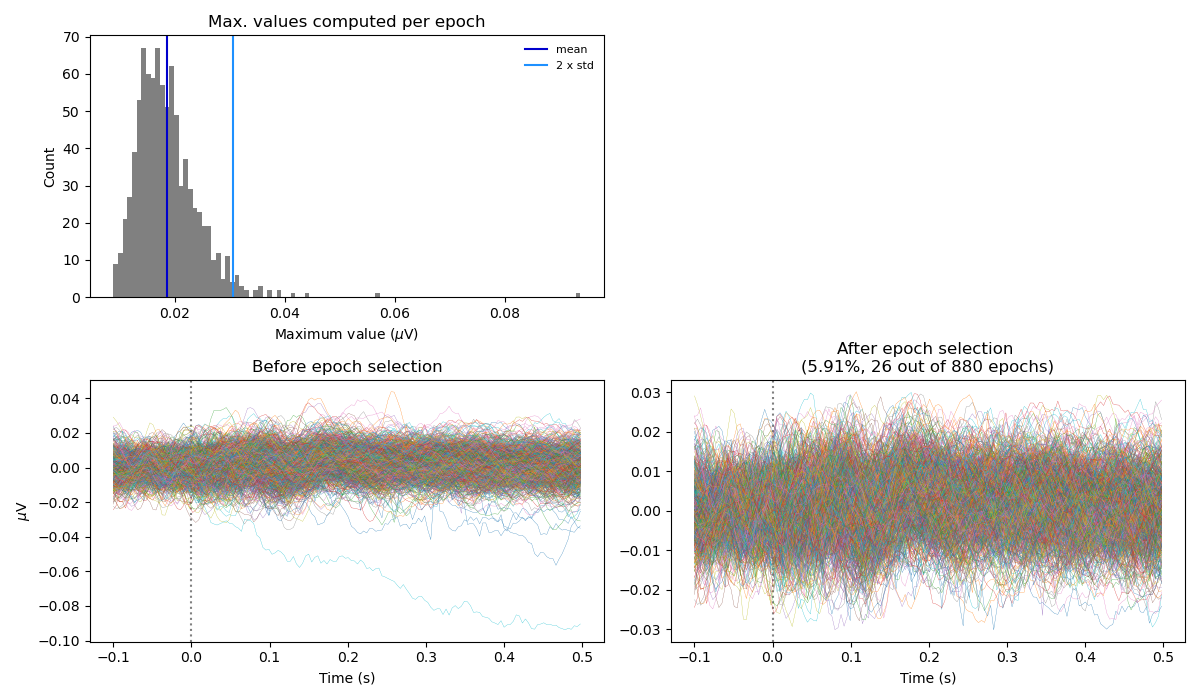 Max. values computed per epoch
70
60
50
40
30
20
10
0
Count
mean
2 x std
0.02 0.04 0.06 0.08
Maximum value (μV)
Before epoch selection
0.04
0.02
0.00
−0.02
−0.04
−0.06
−0.08
−0.10
μV
−0.1 0.0 0.1 0.2 0.3 0.4 0.5
Time (s)
After epoch selection
(5.91%, 26 out of 880 epochs)
0.03
0.02
0.01
0.00
−0.01
−0.02
−0.03
−0.1 0.0 0.1 0.2 0.3 0.4 0.5
Time (s)